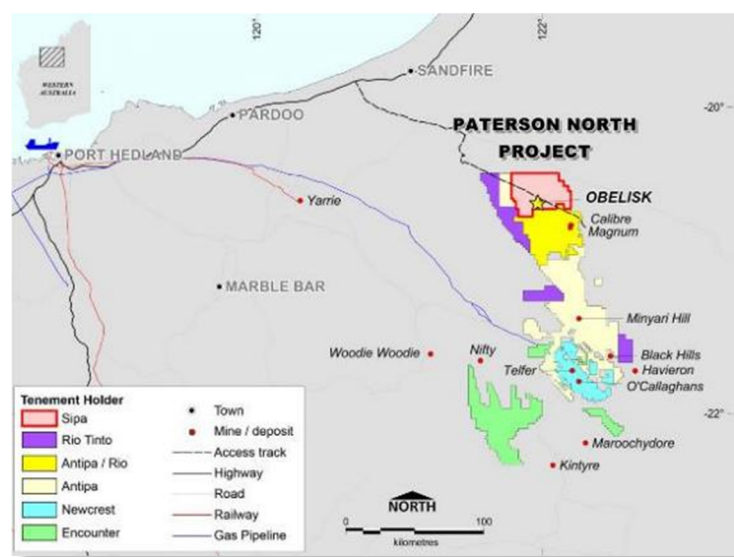 120
122
-20
-22
WESTERN
AUSTRALIA
SANDFIRE
PARDOO
PORT HEDLAND
PATERSON NORTH
PROJECT
Yarrie
OBELISK
Calibre
Magnum
MARBLE BAR
Minyari Hill
Woodie Woodie
Nifty
Black Hills
Telfer
Havieron
O'Callaghans
Maroochydore
Kintyre
Tenement Holder
Sipa
Rio Tinto
Antipa / Rio
Antipa
Newcrest
Encounter
Town
Mine / deposit
Access track
Highway
Road
Railway
Gas Pipeline
NORTH
0
100
kilometres